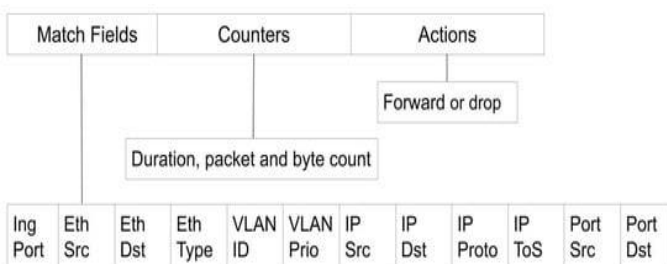 Match Fields Counters Actions
Forward or drop
Duration, packet and byte count
Ing Eth Eth Eth VLAN VLAN IP IP IP IP Port Port
Port Src Dst Type ID Prio Src Dst Proto ToS Src Dst